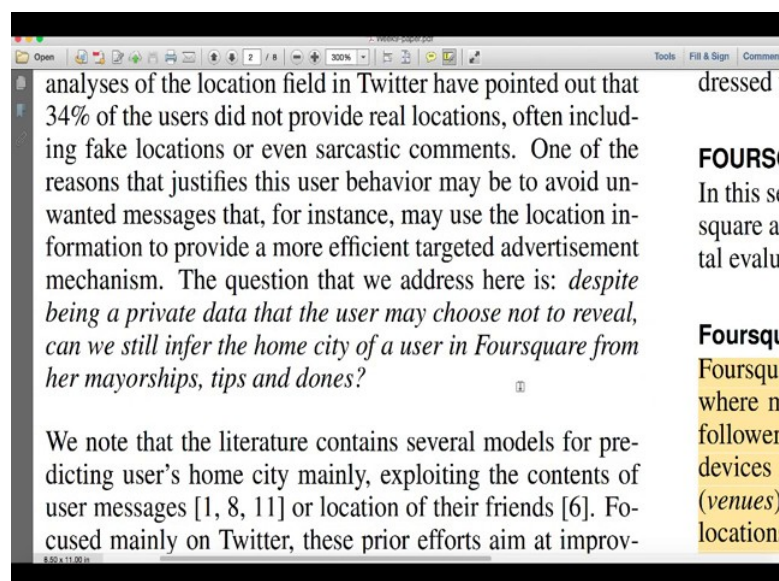 Weekly-paper.pdf
Open
2 / 8
300%
Tools Fill & Sign Commen
analyses of the location field in Twitter have pointed out that
34% of the users did not provide real locations, often includ-
ing fake locations or even sarcastic comments. One of the
reasons that justifies this user behavior may be to avoid un-
wanted messages that, for instance, may use the location in-
formation to provide a more efficient targeted advertisement
mechanism. The question that we address here is: despite
being a private data that the user may choose not to reveal,
can we still infer the home city of a user in Foursquare from
her mayorships, tips and dones?
We note that the literature contains several models for pre-
dicting user's home city mainly, exploiting the contents of
user messages [1, 8, 11] or location of their friends [6]. Fo-
cused mainly on Twitter, these prior efforts aim at improv-
8.50 x 11.00 in
dressed
FOURS
In this s
square a
tal evalu
Foursqu
Foursqu
where m
follower
devices
(venues)
location